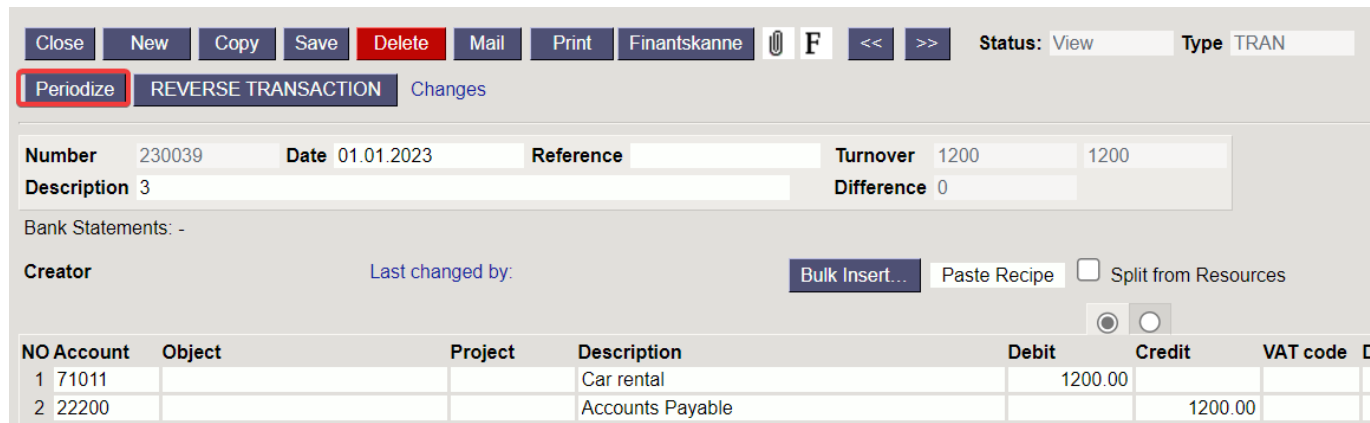 Close New Copy Save Delete Mail Print Finantskanne F << >> Status: View Type TRAN
Periodize REVERSE TRANSACTION Changes
Number 230039 Date 01.01.2023 Reference Turnover 1200 1200
Description 3 Difference 0
Bank Statements: -
Creator Last changed by: Bulk Insert... Paste Recipe Split from Resources
NO Account Object Project Description Debit Credit VAT code D
1 71011 Car rental 1200.00
2 22200 Accounts Payable 1200.00